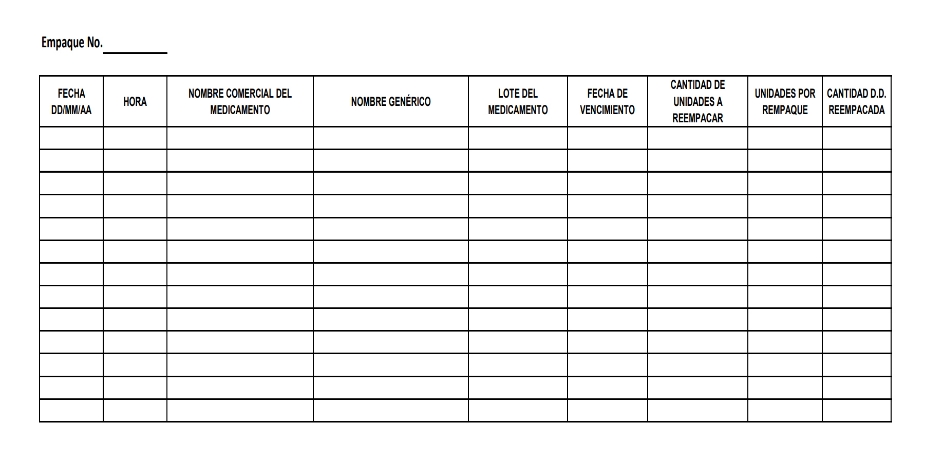 Empaque No.
FECHA
DD/MM/AA
HORA
NOMBRE COMERCIAL DEL
MEDICAMENTO
NOMBRE GENÉRICO
LOTE DEL
MEDICAMENTO
FECHA DE
VENCIMIENTO
CANTIDAD DE
UNIDADES A
REEMPACAR
UNIDADES POR
REMPAQUE
CANTIDAD D.D.
REEMPACADA